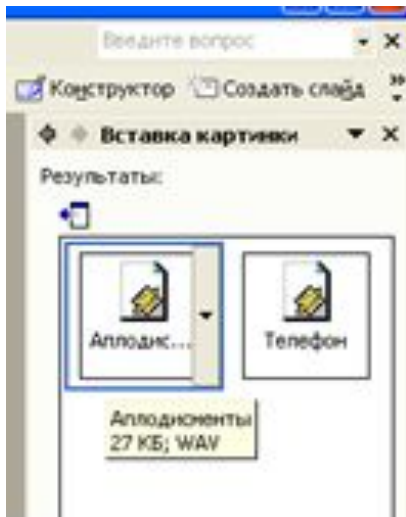 Введите вопрос
Конструктор Создать слайд
Вставка картинки
Результаты:
Аплодис... Телефон
Аплодисменты
27 КБ; WAV